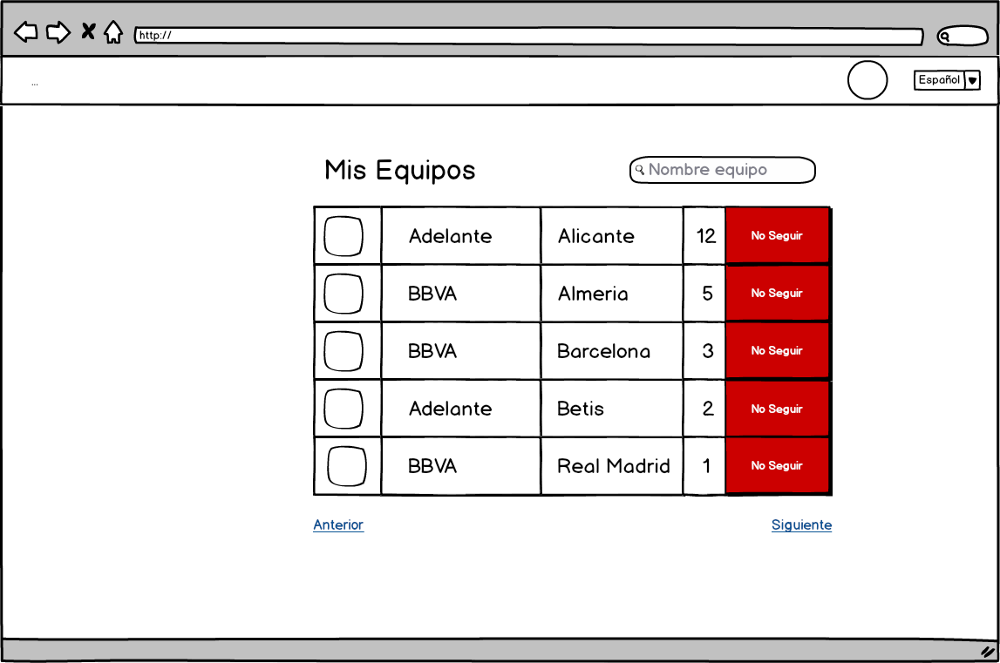 http://
...
Español
Mis Equipos
Nombre equipo
Adelante Alicante 12 No Seguir
BBVA Almeria 5 No Seguir
BBVA Barcelona 3 No Seguir
Adelante Betis 2 No Seguir
BBVA Real Madrid 1 No Seguir
Anterior Siguiente